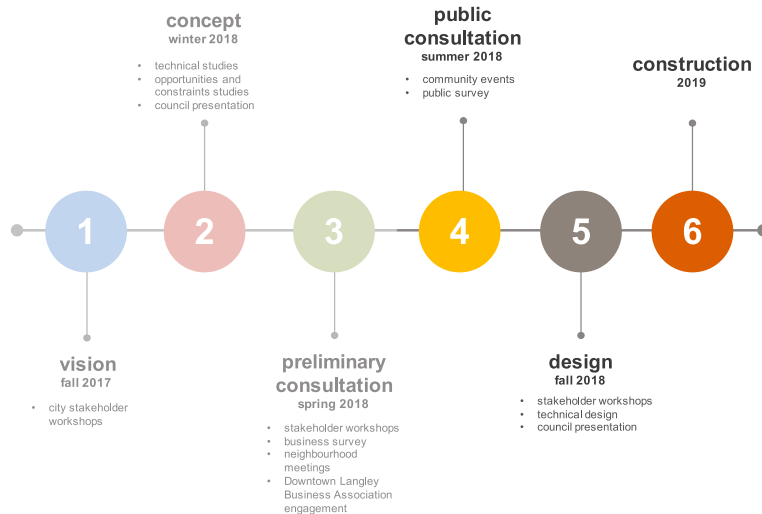 concept
winter 2018
• technical studies
• opportunities and
constraints studies
• council presentation
public
consultation
summer 2018
• community events
• public survey
construction
2019
1
2
3
4
5
6
vision
fall 2017
• city stakeholder
workshops
preliminary
consultation
spring 2018
• stakeholder workshops
• business survey
• neighbourhood
meetings
• Downtown Langley
Business Association
engagement
design
fall 2018
• stakeholder workshops
• technical design
• council presentation